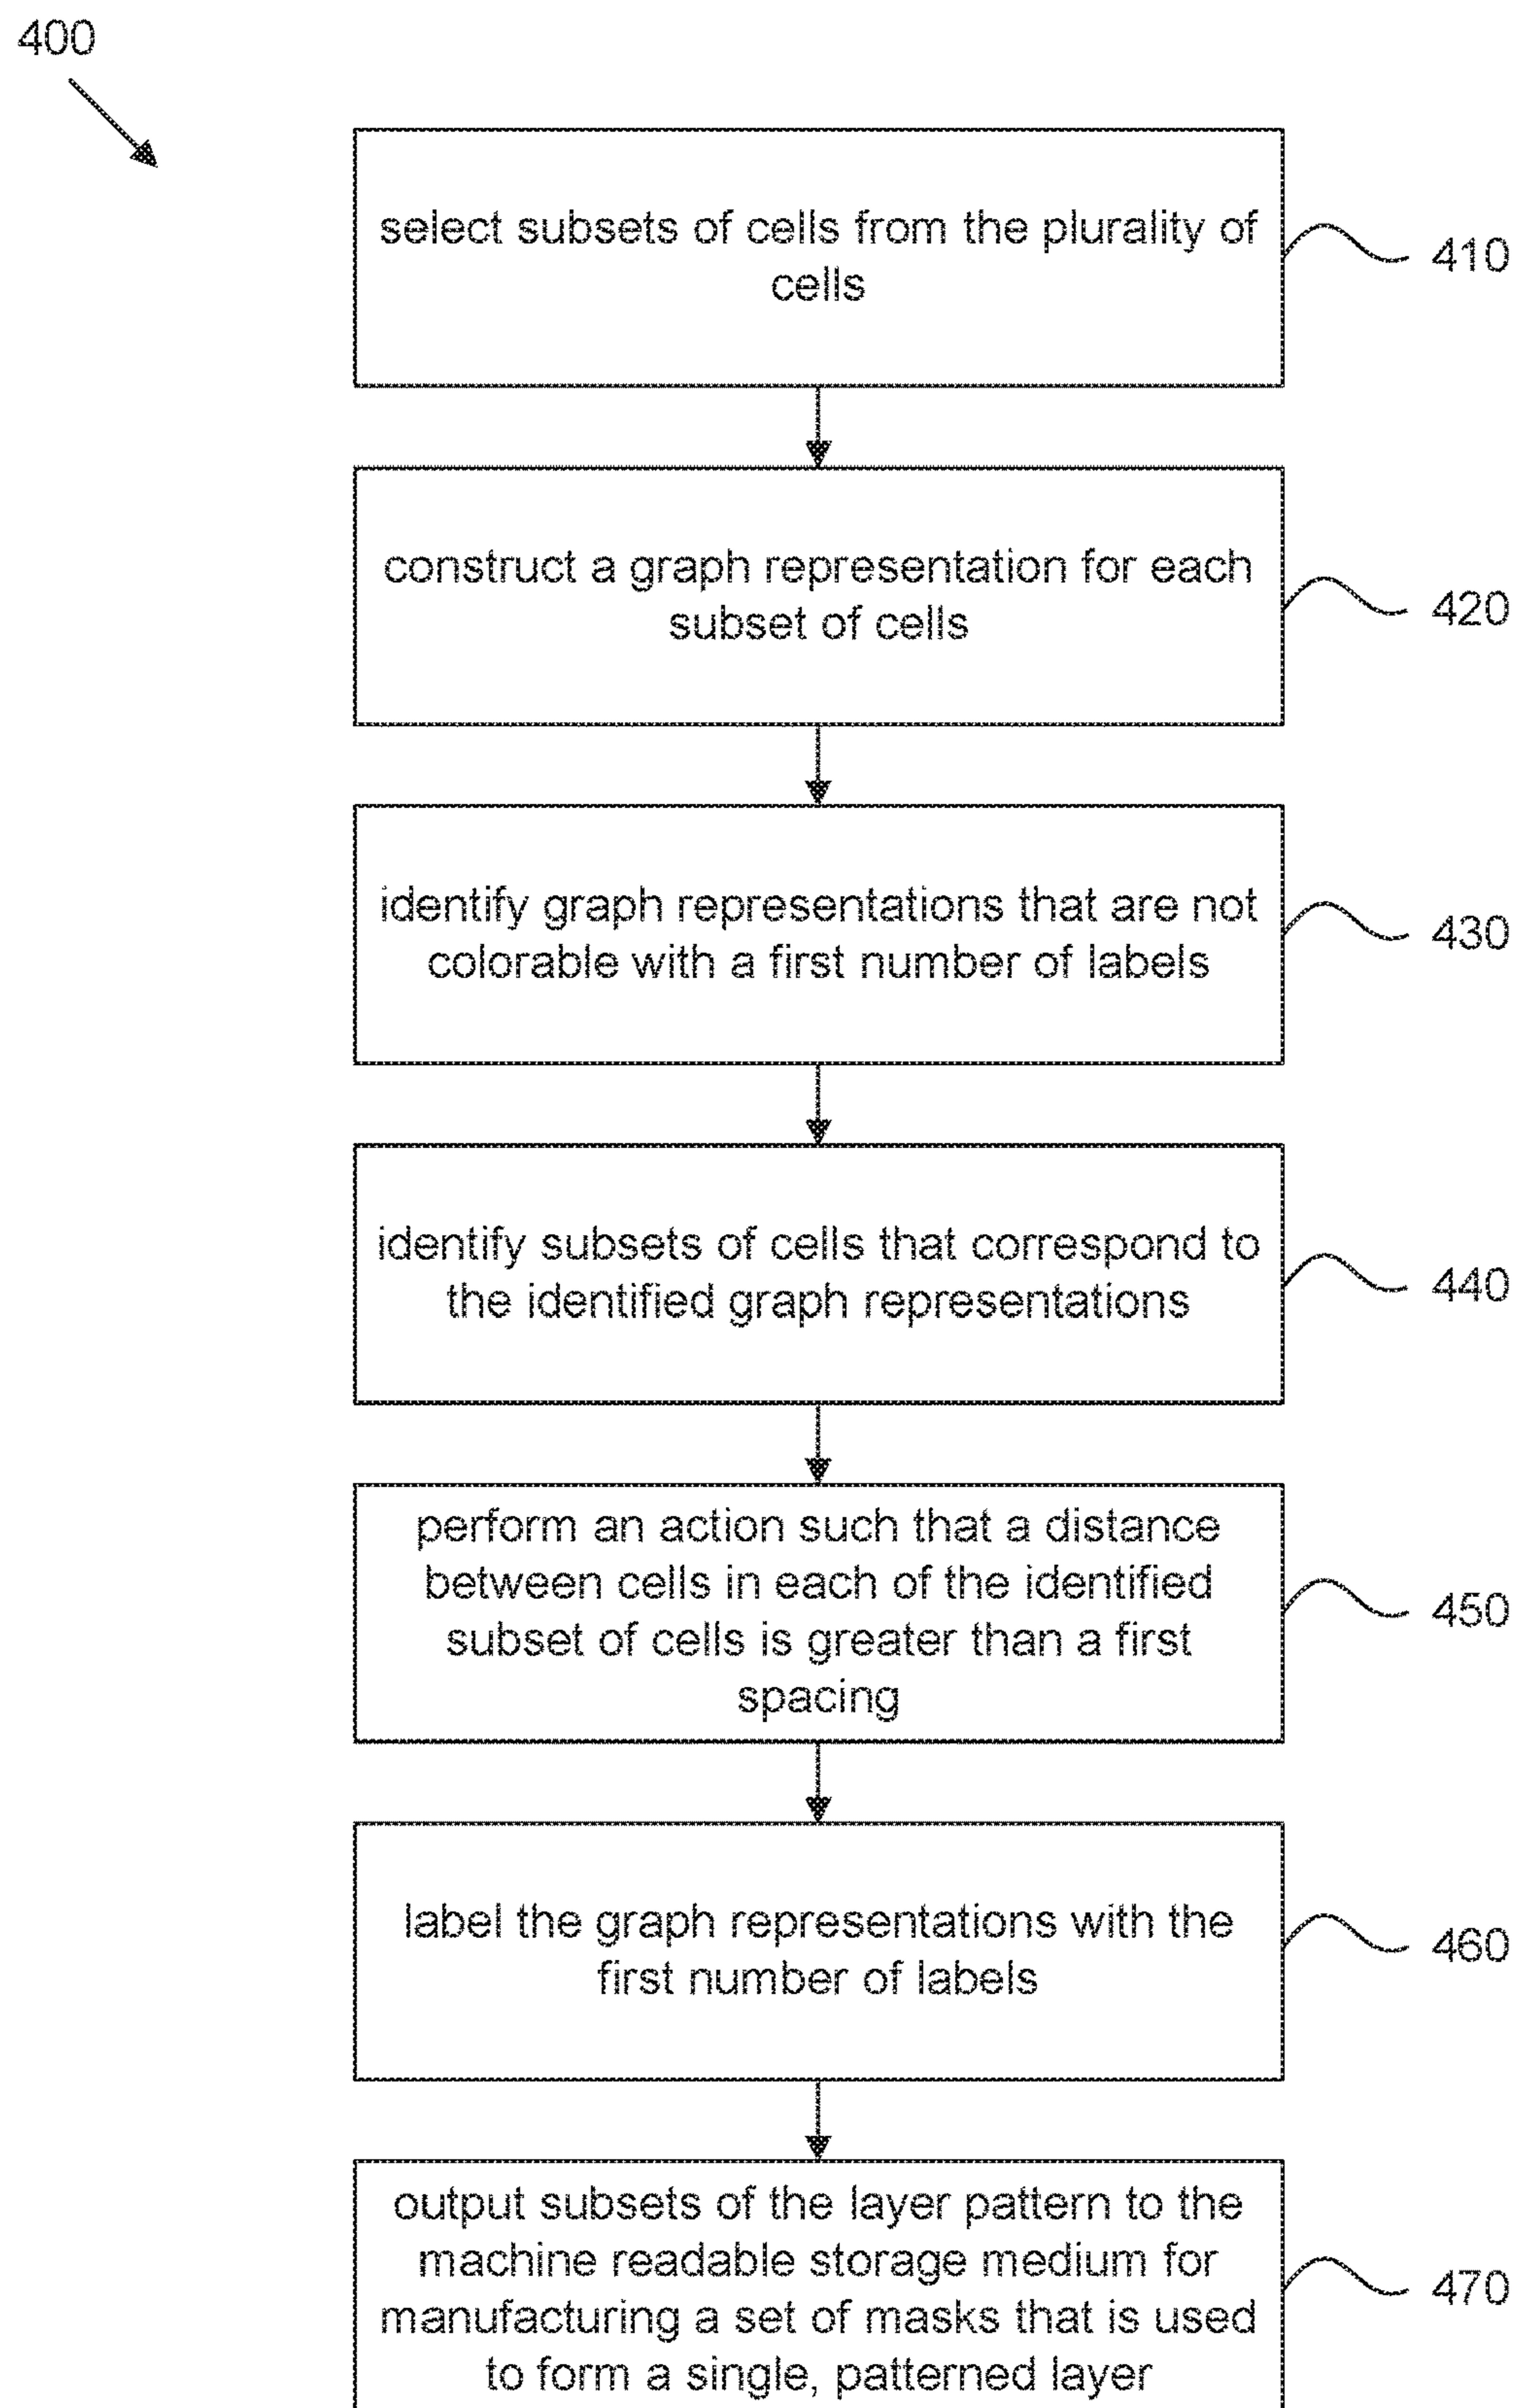 400
select subsets of cells from the plurality of
cells
410
construct a graph representation for each
subset of cells
420
identify graph representations that are not
colorable with a first number of labels
430
identify subsets of cells that correspond to
the identified graph representations
440
perform an action such that a distance
between cells in each of the identified
subset of cells is greater than a first
spacing
450
label the graph representations with the
first number of labels
460
output subsets of the layer pattern to the
machine readable storage medium for
manufacturing a set of masks that is used
to form a single, patterned layer
470